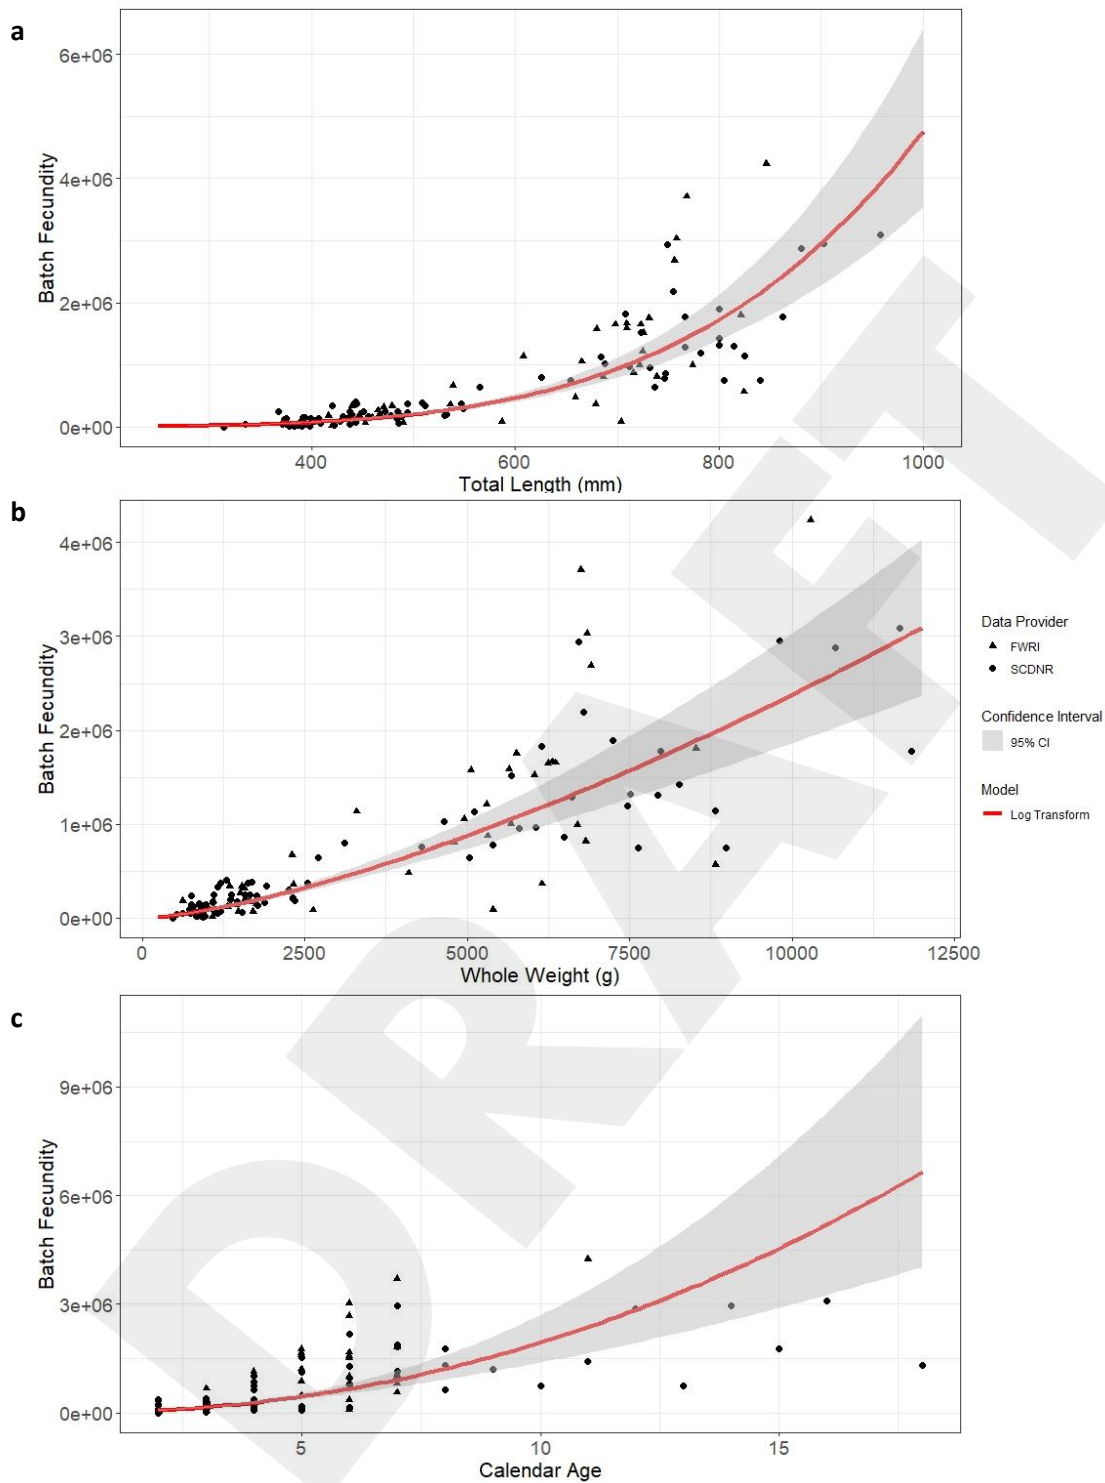 a
6e+06
4e+06
2e+06
0e+00
Batch Fecundity
400 600 800 1000
Total Length (mm)
b
4e+06
3e+06
2e+06
1e+06
0e+00
Batch Fecundity
0 2500 5000 7500 10000 12500
Whole Weight (g)
Data Provider
FWRI
SCDNR
Confidence Interval
95% CI
Model
Log Transform
c
9e+06
6e+06
3e+06
0e+00
Batch Fecundity
5 10 15
Calendar Age
DRAFT